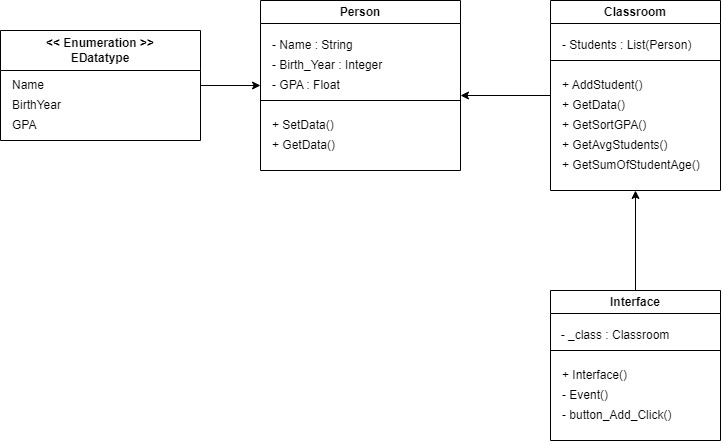 << Enumeration >>
EDatatype
Name
BirthYear
GPA
Person
- Name : String
- Birth_Year : Integer
- GPA : Float
+ SetData()
+ GetData()
Classroom
- Students : List(Person)
+ AddStudent()
+ GetData()
+ GetSortGPA()
+ GetAvgStudents()
+ GetSumOfStudentAge()
Interface
- _class : Classroom
+ Interface()
- Event()
- button_Add_Click()